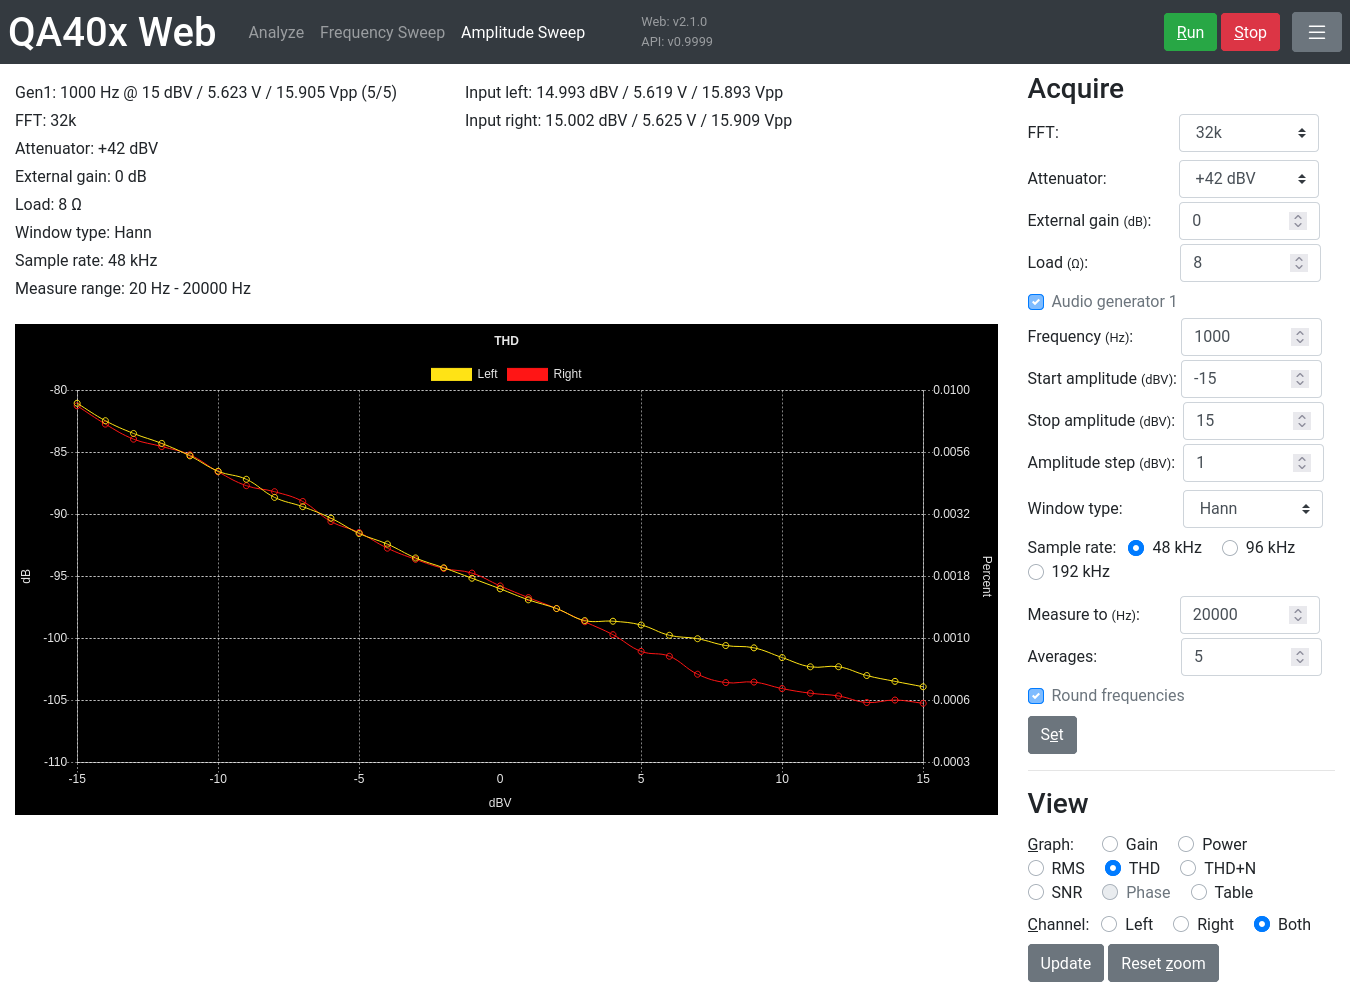 QA40x Web
Analyze Frequency Sweep Amplitude Sweep
Web: v2.1.0
API: v0.9999
Run Stop
Gen1: 1000 Hz @ 15 dBV / 5.623 V / 15.905 Vpp (5/5)
FFT: 32k
Attenuator: +42 dBV
External gain: 0 dB
Load: 8 Ω
Window type: Hann
Sample rate: 48 kHz
Measure range: 20 Hz - 20000 Hz
Input left: 14.993 dBV / 5.619 V / 15.893 Vpp
Input right: 15.002 dBV / 5.625 V / 15.909 Vpp
THD
Left Right
-80 0.0100
-85 0.0056
-90 0.0032
-95 0.0018
-100 0.0010
-105 0.0006
-110 0.0003
dB
Percent
-15 -10 -5 0 5 10 15
dBV
Acquire
FFT: 32k
Attenuator: +42 dBV
External gain (dB): 0
Load (Ω): 8
Audio generator 1
Frequency (Hz): 1000
Start amplitude (dBV): -15
Stop amplitude (dBV): 15
Amplitude step (dBV): 1
Window type: Hann
Sample rate: 48 kHz 96 kHz
192 kHz
Measure to (Hz): 20000
Averages: 5
Round frequencies
Set
View
Graph: Gain Power
RMS THD THD+N
SNR Phase Table
Channel: Left Right Both
Update Reset zoom